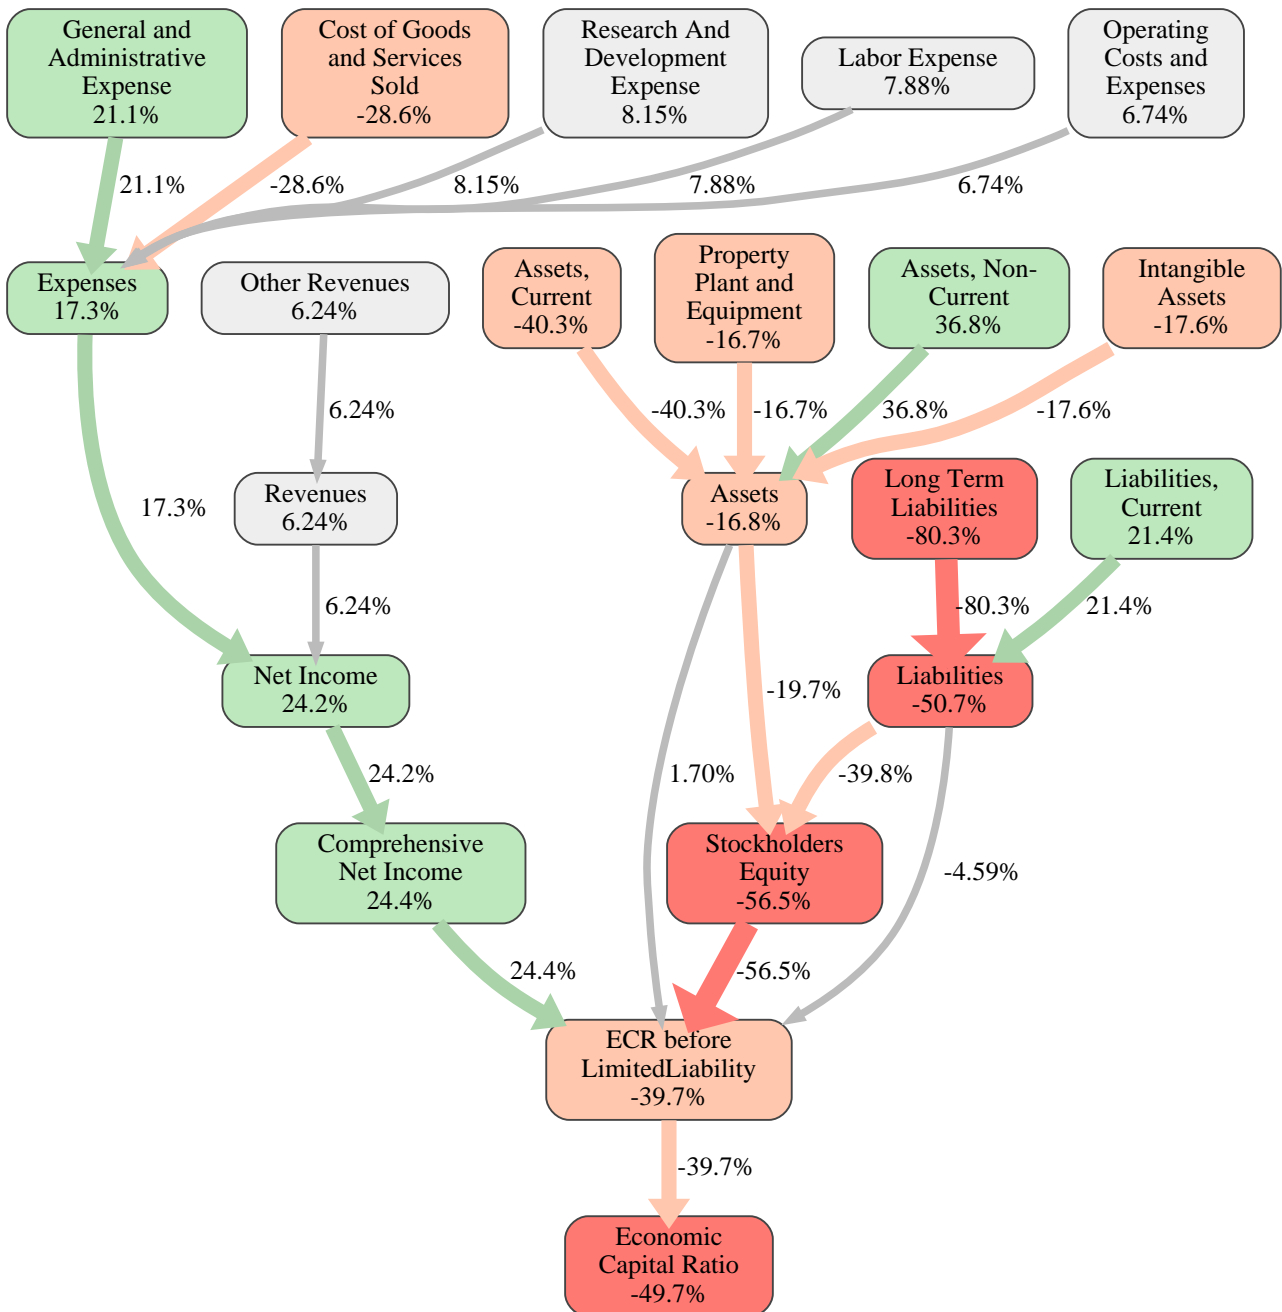 General and
Administrative
Expense
21.1%
Cost of Goods
and Services
Sold
-28.6%
Research And
Development
Expense
8.15%
Labor Expense
7.88%
Operating
Costs and
Expenses
6.74%
21.1%
-28.6%
8.15%
7.88%
6.74%
Expenses
17.3%
Other Revenues
6.24%
Assets,
Current
-40.3%
Property
Plant and
Equipment
-16.7%
Assets, Non-
Current
36.8%
Intangible
Assets
-17.6%
6.24%
-40.3%
-16.7%
36.8%
-17.6%
17.3%
Revenues
6.24%
Assets
-16.8%
Long Term
Liabilities
-80.3%
Liabilities,
Current
21.4%
6.24%
-80.3%
21.4%
Net Income
24.2%
-19.7%
Liabilities
-50.7%
24.2%
1.70%
-39.8%
Comprehensive
Net Income
24.4%
Stockholders
Equity
-56.5%
-4.59%
24.4%
-56.5%
ECR before
LimitedLiability
-39.7%
-39.7%
Economic
Capital Ratio
-49.7%